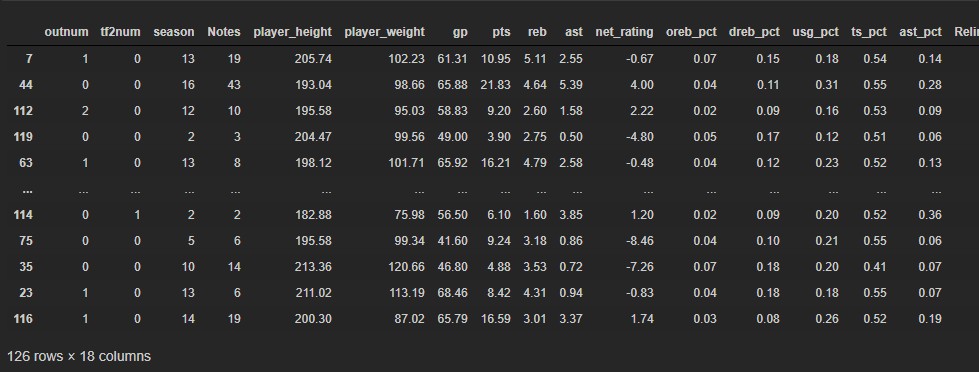 outnum tf2num season Notes player_height player_weight gp pts reb ast net_rating oreb_pct dreb_pct usg_pct ts_pct ast_pct
7 1 0 13 19 205.74 102.23 61.31 10.95 5.11 2.55 -0.67 0.07 0.15 0.18 0.54 0.14
44 0 0 16 43 193.04 98.66 65.88 21.83 4.64 5.39 4.00 0.04 0.11 0.31 0.55 0.28
112 2 0 12 10 195.58 95.03 58.83 9.20 2.60 1.58 2.22 0.02 0.09 0.16 0.53 0.09
119 0 0 2 3 204.47 99.56 49.00 3.90 2.75 0.50 -4.80 0.05 0.17 0.12 0.51 0.06
63 1 0 13 8 198.12 101.71 65.92 16.21 4.79 2.58 -0.48 0.04 0.12 0.23 0.52 0.13
... ... ... ... ... ... ... ... ... ... ... ... ... ... ... ... ...
114 0 1 2 2 182.88 75.98 56.50 6.10 1.60 3.85 1.20 0.02 0.09 0.20 0.52 0.36
75 0 0 5 6 195.58 99.34 41.60 9.24 3.18 0.86 -8.46 0.04 0.10 0.21 0.55 0.06
35 0 0 10 14 213.36 120.66 46.80 4.88 3.53 0.72 -7.26 0.07 0.18 0.20 0.41 0.07
23 1 0 13 6 211.02 113.19 68.46 8.42 4.31 0.94 -0.83 0.04 0.18 0.18 0.55 0.07
116 1 0 14 19 200.30 87.02 65.79 16.59 3.01 3.37 1.74 0.03 0.08 0.26 0.52 0.19
126 rows × 18 columns